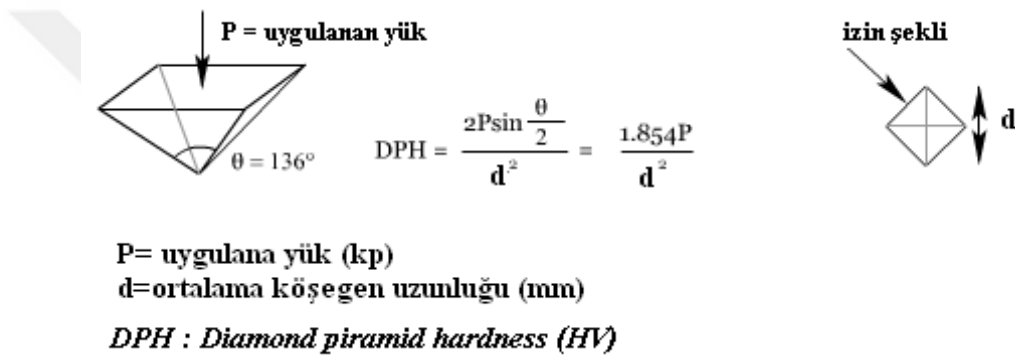 P = uygulanan yük
izin şekli
θ = 136°
DPH = 2Psin θ/2 / d² = 1.854P / d²
d
P= uygulana yük (kp)
d=ortalama köşegen uzunluğu (mm)
DPH : Diamond piramid hardness (HV)